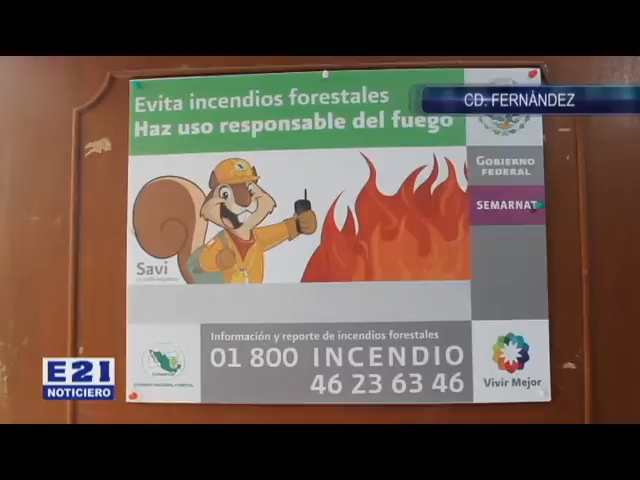 Evita incendios forestales
Haz uso responsable del fuego
CD. FERNÁNDEZ
GOBIERNO
FEDERAL
SEMARNAT
Savi
Información y reporte de incendios forestales
01 800 INCENDIO
46 23 63 46
Vivir Mejor
E21
NOTICIERO